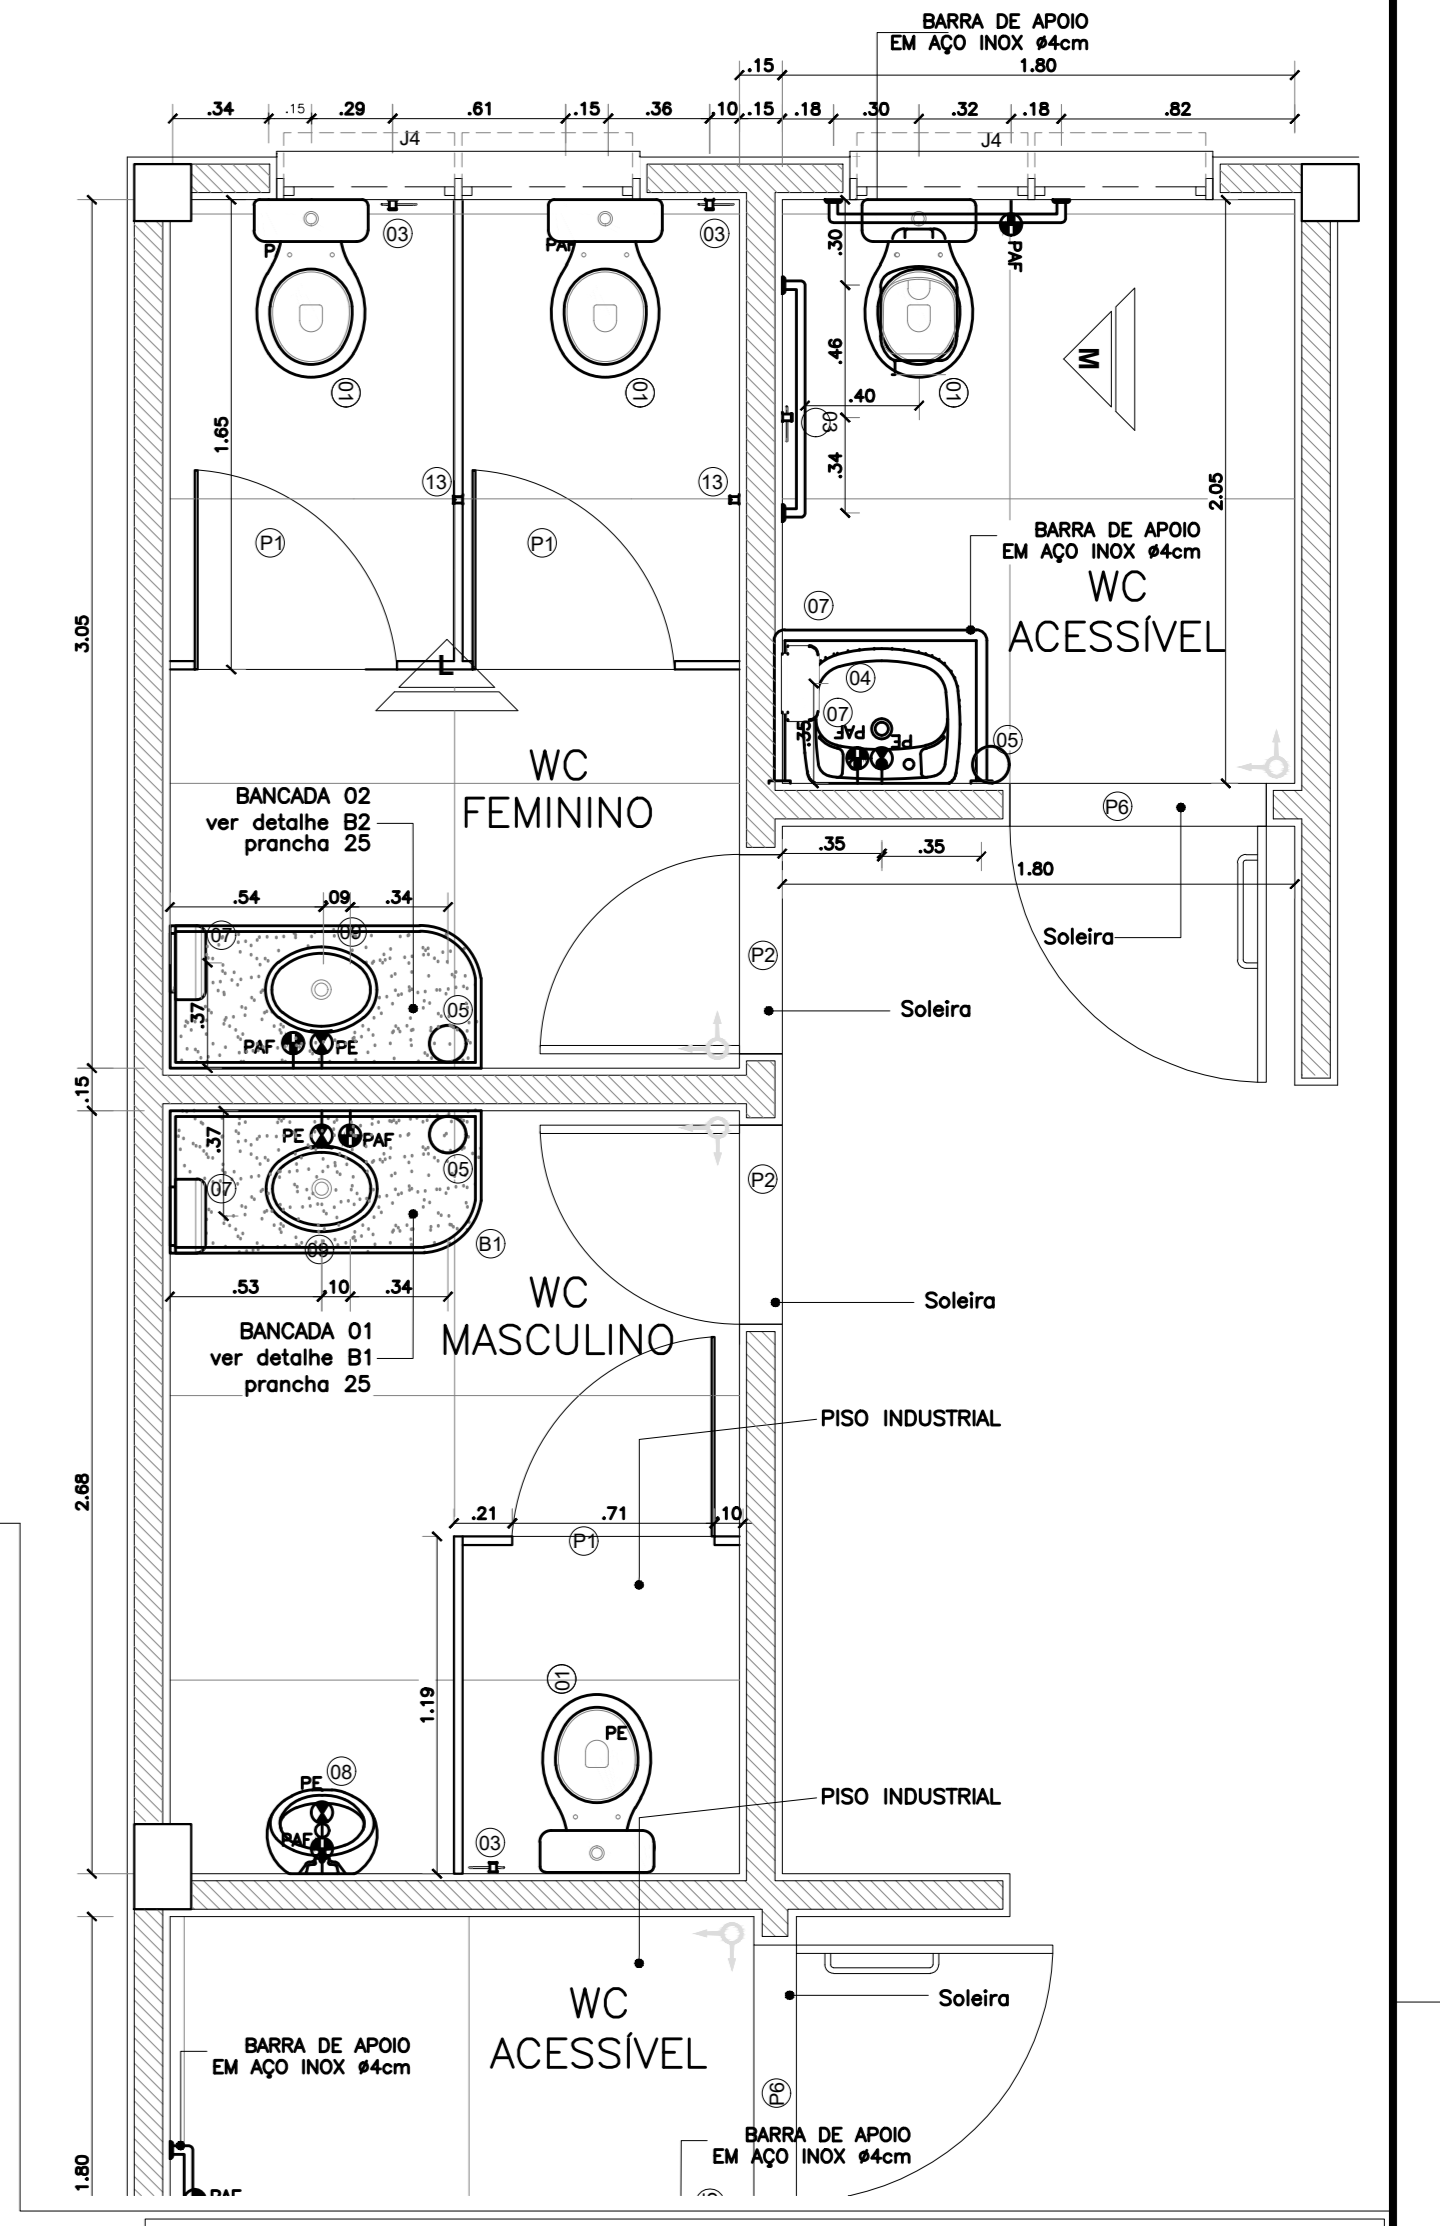 BARRA DE APOIO
EM AÇO INOX ø4cm
.15
1.80
.34
.15
.29
.61
.15
.36
.10
.15
.18
.30
.32
.18
.82
J4
J4
03
03
P
PAF
PAF
.30
.46
.40
.34
M
01
01
01
03
1.65
13
13
2.05
P1
P1
BARRA DE APOIO
EM AÇO INOX ø4cm
WC
ACESSÍVEL
07
3.05
L
04
07
PAF
PE
.35
05
WC
FEMININO
BANCADA 02
ver detalhe B2
prancha 25
P6
.35
.35
1.80
.54
.09
.34
07
09
Soleira
P2
.37
05
Soleira
PAF
PE
.15
PE
PAF
.37
05
07
P2
09
B1
.53
.10
.34
WC
MASCULINO
Soleira
BANCADA 01
ver detalhe B1
prancha 25
PISO INDUSTRIAL
2.68
.21
.71
.10
P1
1.19
01
PE
08
PE
PAF
03
PISO INDUSTRIAL
WC
ACESSÍVEL
Soleira
BARRA DE APOIO
EM AÇO INOX ø4cm
P6
BARRA DE APOIO
EM AÇO INOX ø4cm
1.80
PAF